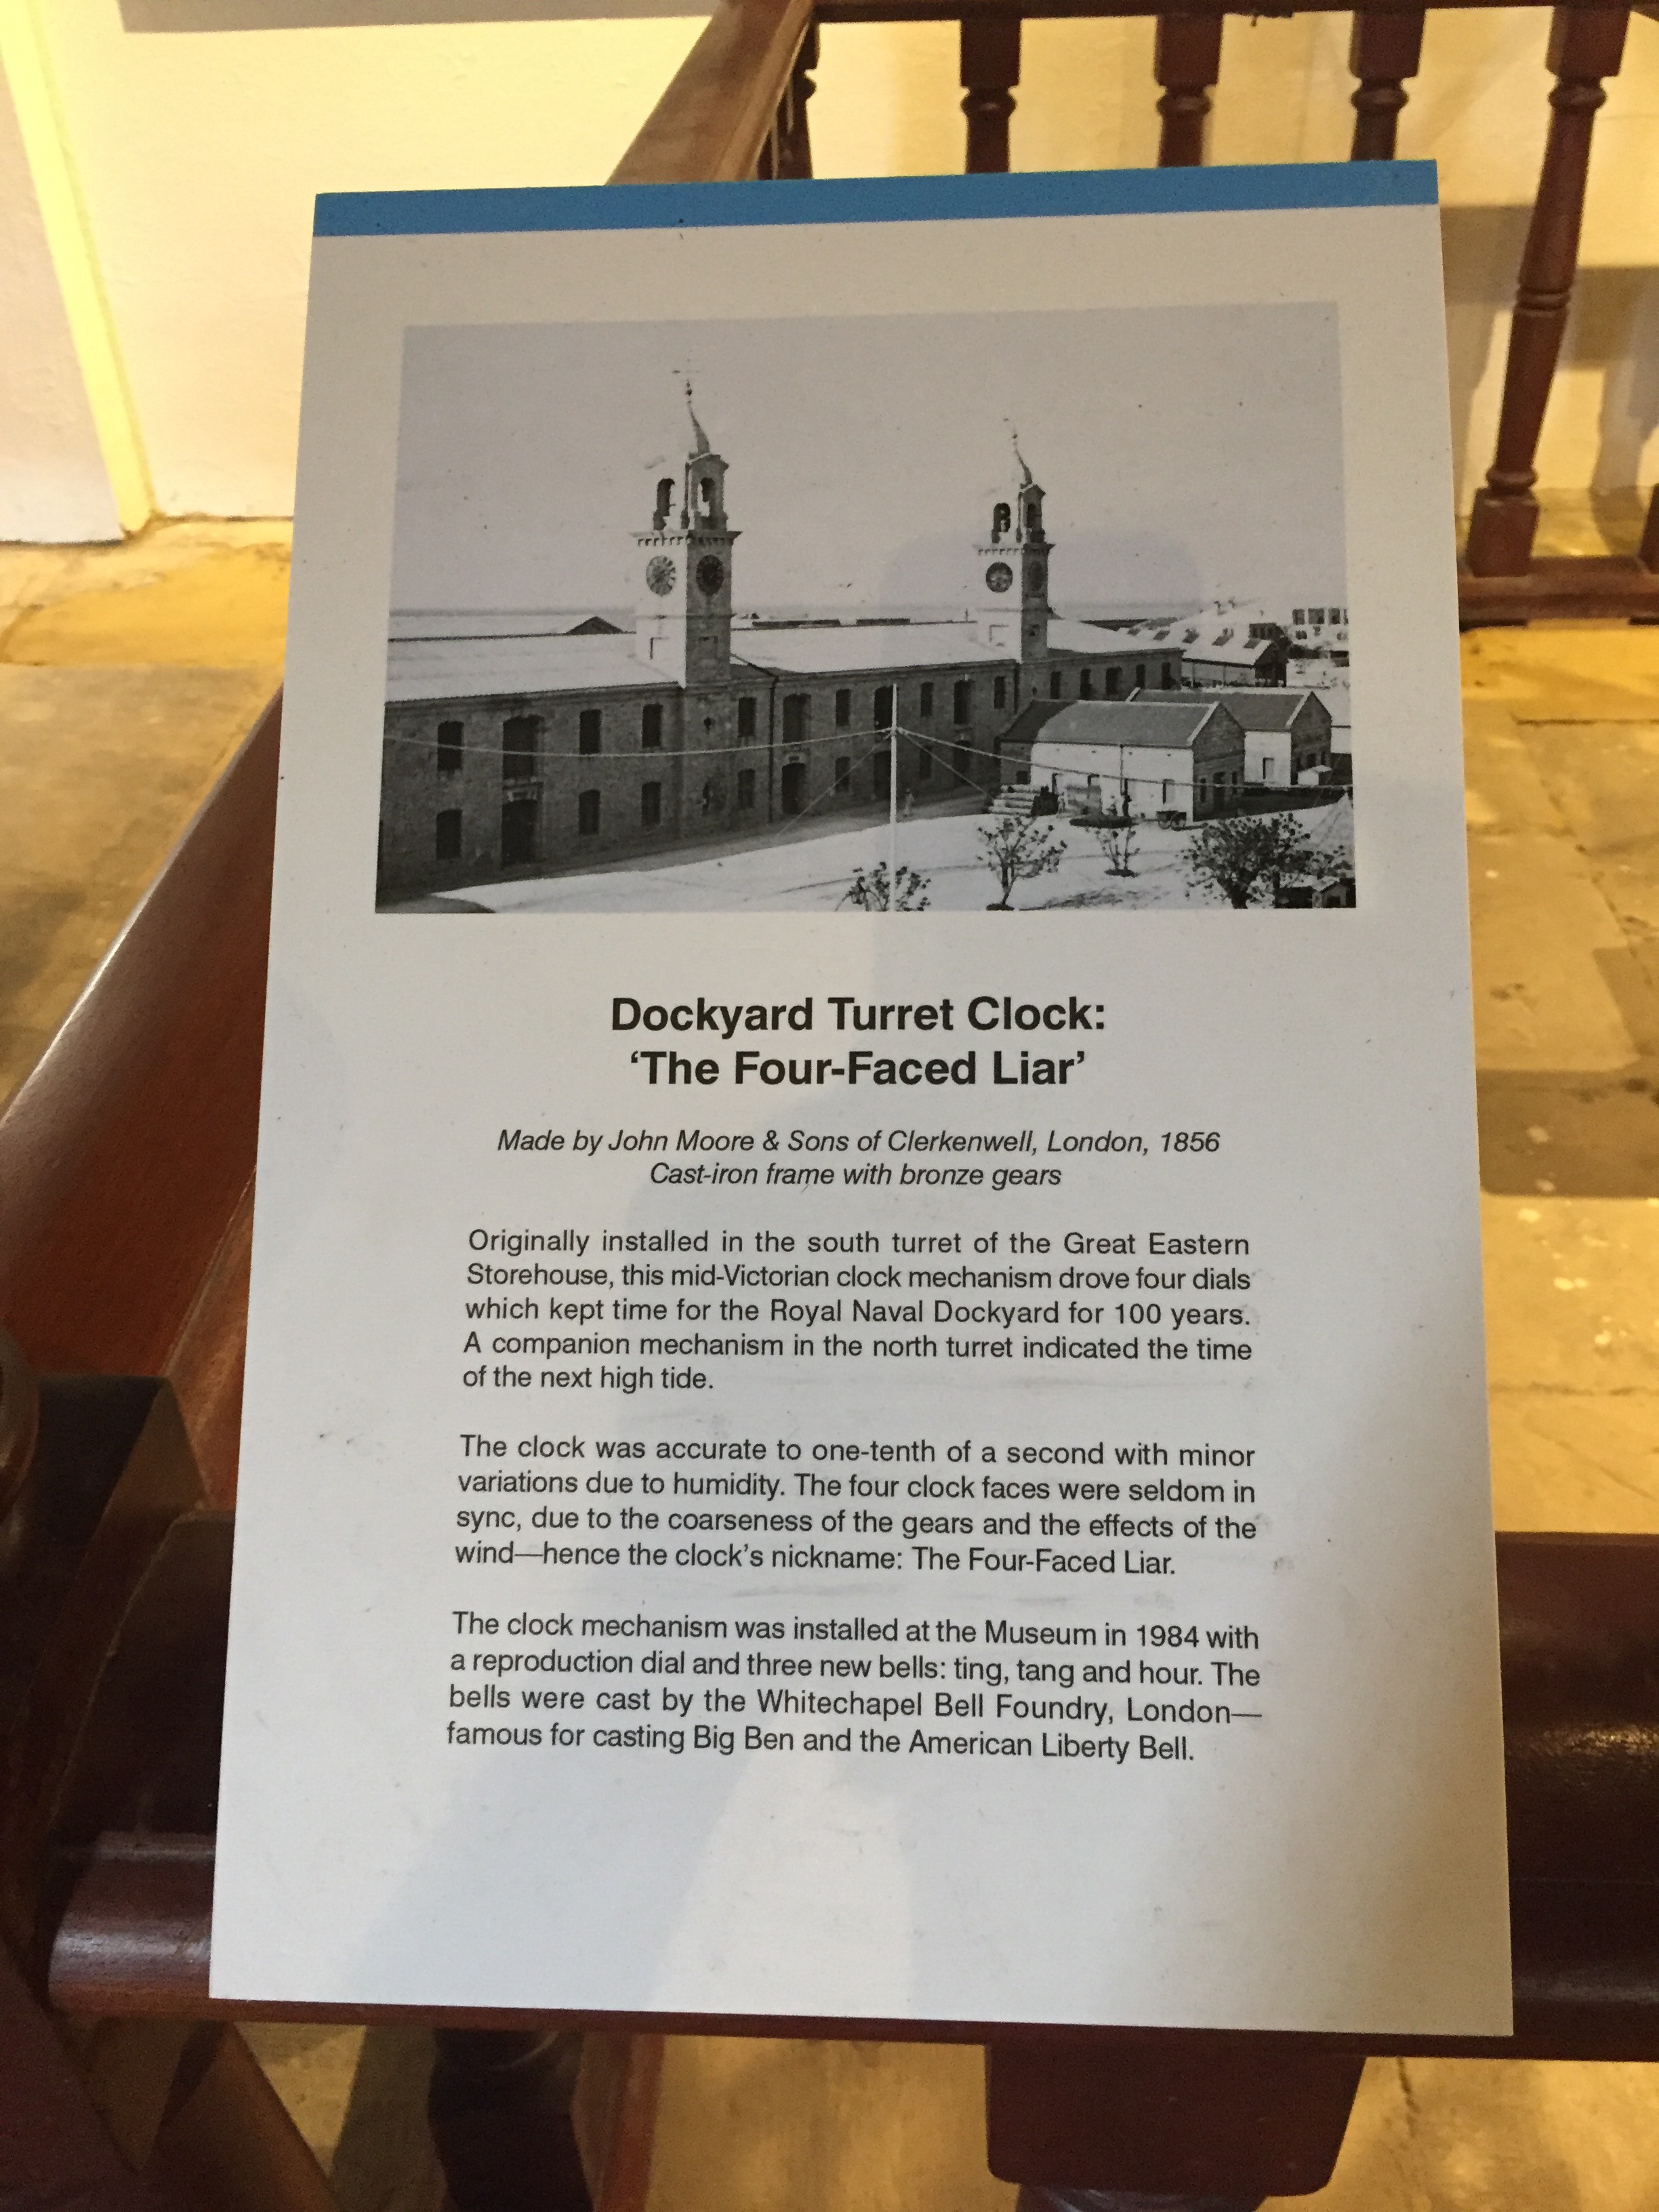 Dockyard Turret Clock:
‘The Four-Faced Liar’
Made by John Moore & Sons of Clerkenwell, London, 1856
Cast-iron frame with bronze gears
Originally installed in the south turret of the Great Eastern
Storehouse, this mid-Victorian clock mechanism drove four dials
which kept time for the Royal Naval Dockyard for 100 years.
A companion mechanism in the north turret indicated the time
of the next high tide.
The clock was accurate to one-tenth of a second with minor
variations due to humidity. The four clock faces were seldom in
sync, due to the coarseness of the gears and the effects of the
wind—hence the clock’s nickname: The Four-Faced Liar.
The clock mechanism was installed at the Museum in 1984 with
a reproduction dial and three new bells: ting, tang and hour. The
bells were cast by the Whitechapel Bell Foundry, London—
famous for casting Big Ben and the American Liberty Bell.